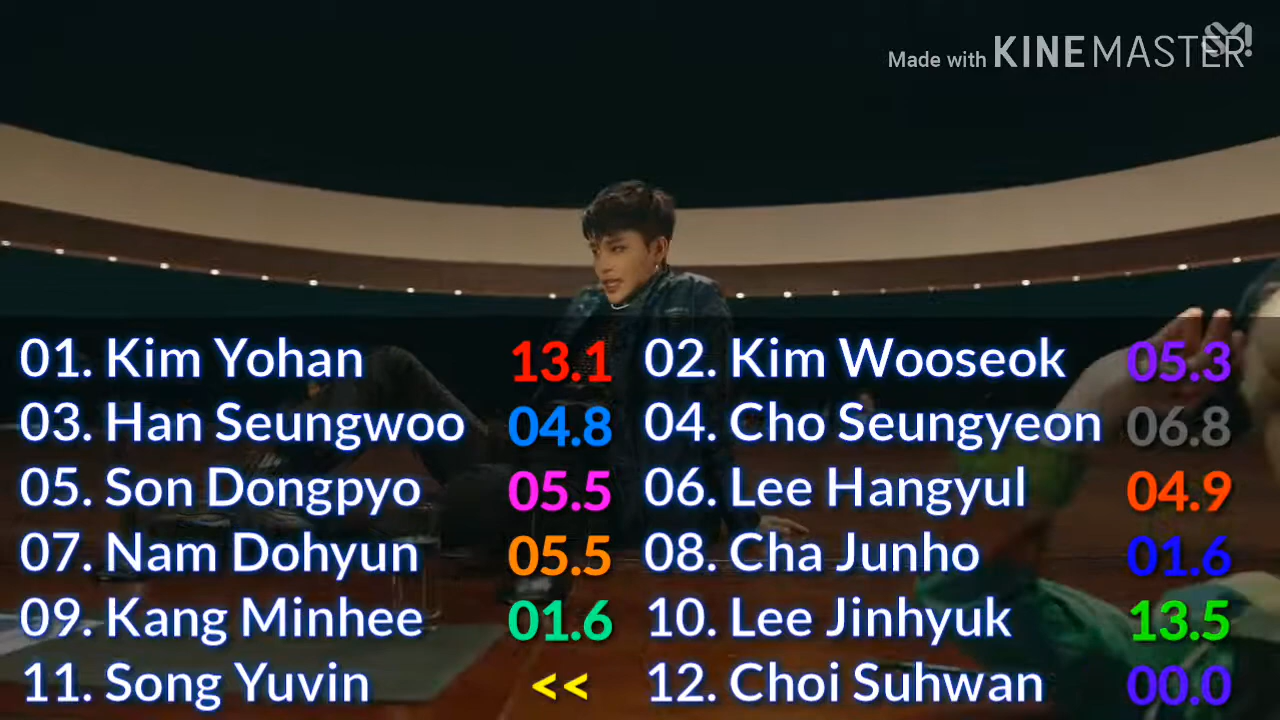 Made with KINEMASTER
SM!
01. Kim Yohan 13.1 02. Kim Wooseok 05.3
03. Han Seungwoo 04.8 04. Cho Seungyeon 06.8
05. Son Dongpyo 05.5 06. Lee Hangyul 04.9
07. Nam Dohyun 05.5 08. Cha Junho 01.6
09. Kang Minhee 01.6 10. Lee Jinhyuk 13.5
11. Song Yuvin << 12. Choi Suhwan 00.0